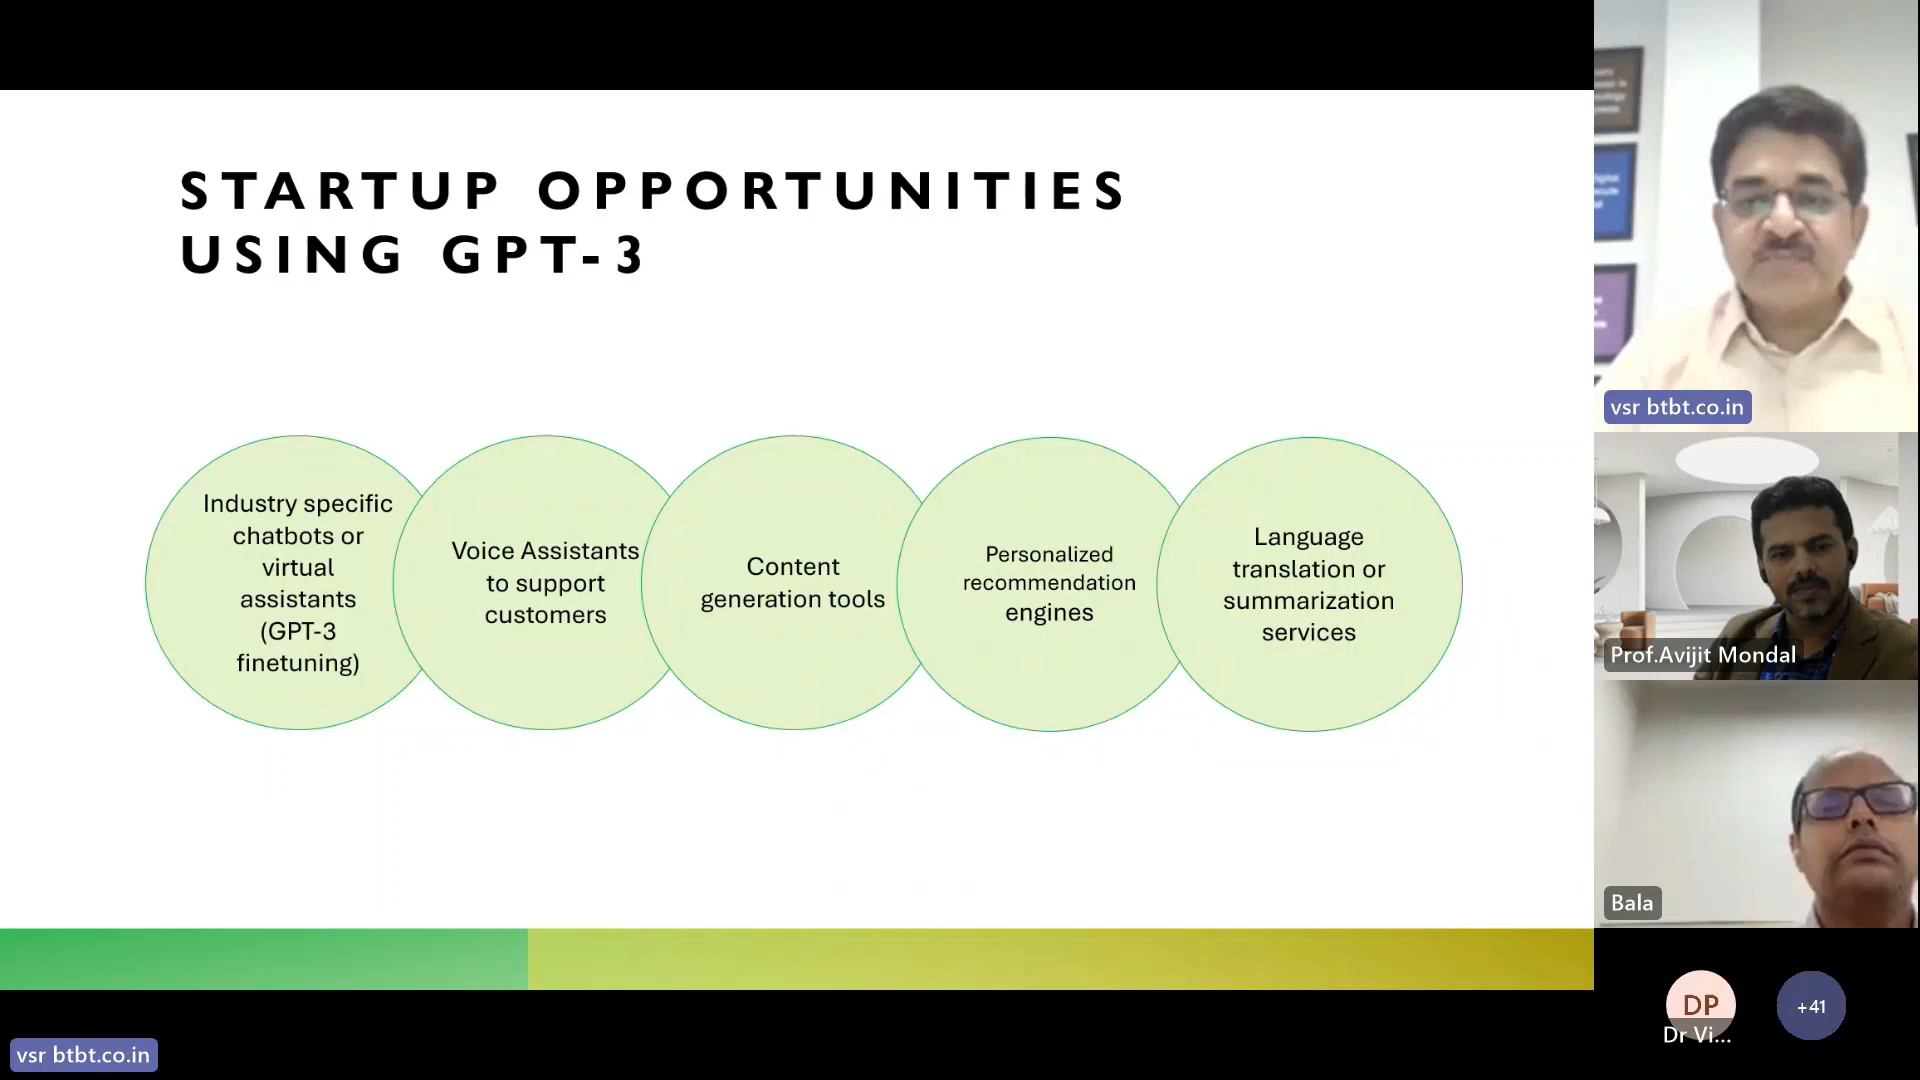 STARTUP OPPORTUNITIES
USING GPT-3
Industry specific
chatbots or
virtual
assistants
(GPT-3
finetuning)
Voice Assistants
to support
customers
Content
generation tools
Personalized
recommendation
engines
Language
translation or
summarization
services
vsr btbt.co.in
Prof.Avijit Mondal
Bala
DP
Dr Vi...
+41
vsr btbt.co.in